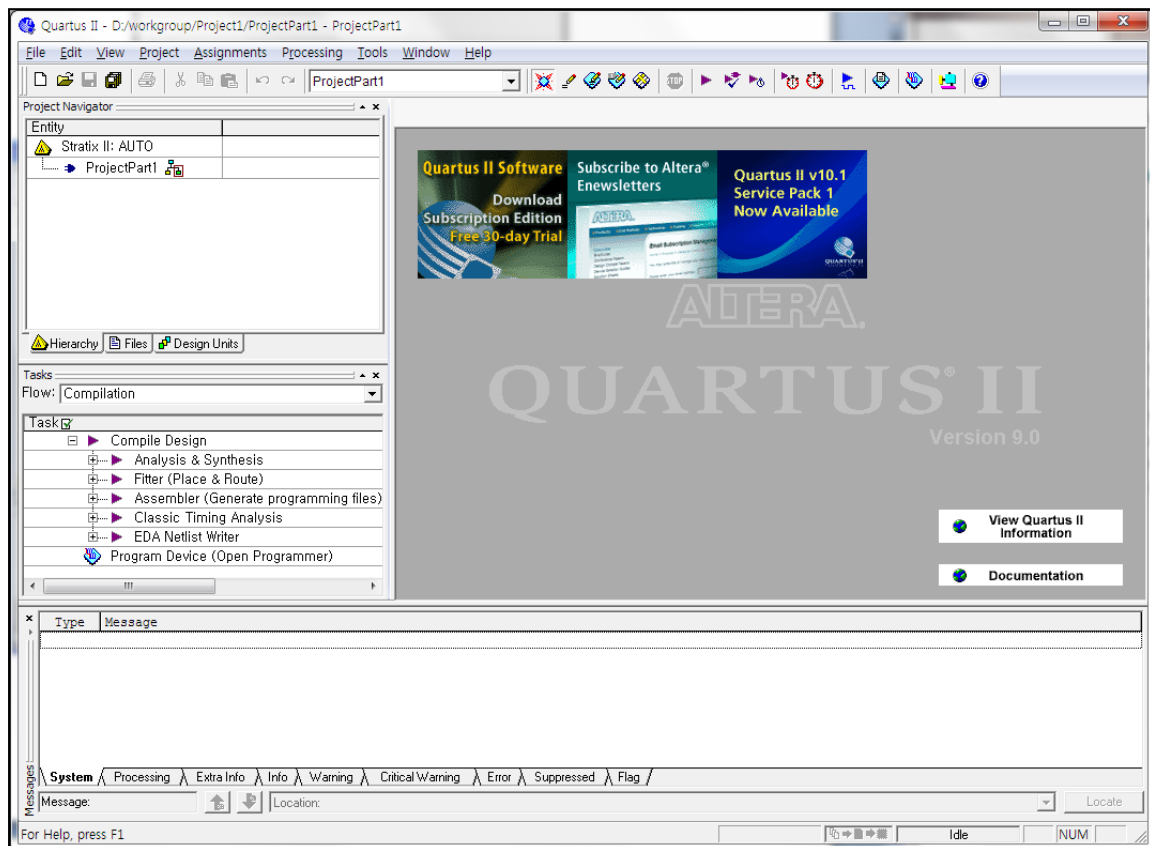 Quartus II - D:/workgroup/Project1/ProjectPart1 - ProjectPart1
File Edit View Project Assignments Processing Tools Window Help
ProjectPart1
Project Navigator
Entity
Stratix II: AUTO
ProjectPart1
Hierarchy Files Design Units
Tasks
Flow: Compilation
Task
Compile Design
Analysis & Synthesis
Fitter (Place & Route)
Assembler (Generate programming files)
Classic Timing Analysis
EDA Netlist Writer
Program Device (Open Programmer)
Quartus II Software
Download
Subscription Edition
Free 30-day Trial
Subscribe to Altera®
Enewsletters
ALTERA
Email Subscription
Quartus II v10.1
Service Pack 1
Now Available
QUARTUS II
ALTERA.
QUARTUS® II
Version 9.0
View Quartus II
Information
Documentation
Type Message
System Processing Extra Info Info Warning Critical Warning Error Suppressed Flag
Messages
Message: Location: Locate
For Help, press F1 Idle NUM